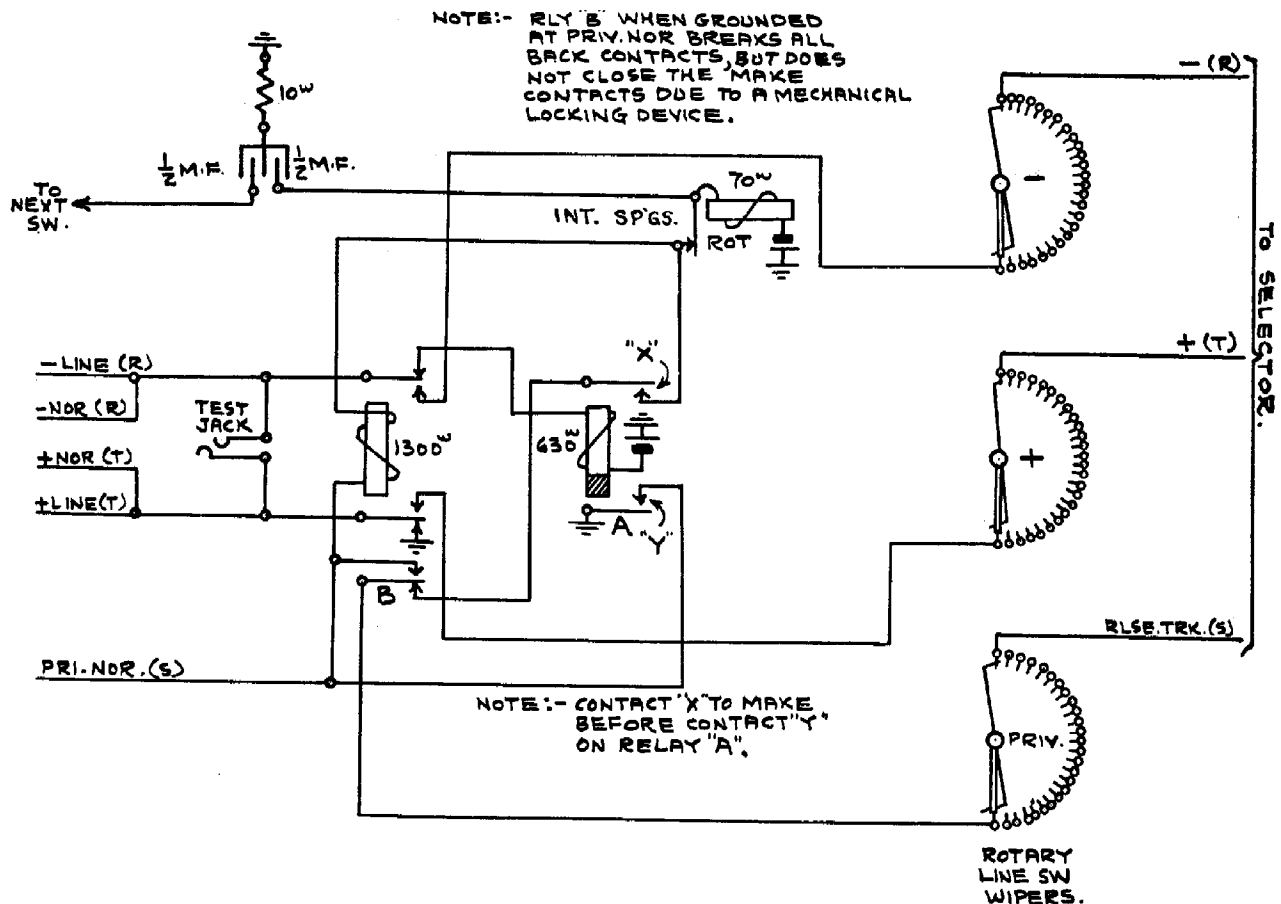 NOTE:- RLY "B" WHEN GROUNDED
AT PRIV. NOR BREAKS ALL
BACK CONTACTS, BUT DOES
NOT CLOSE THE MAKE
CONTACTS DUE TO A MECHANICAL
LOCKING DEVICE.
10ω
½ M.F.
½ M.F.
TO
NEXT
SW.
70ω
INT. SP'GS.
ROT
- (R)
-
TO SELECTOR.
+ (T)
+
- LINE (R)
-NOR (R)
TEST
JACK
+NOR (T)
+LINE(T)
1300ω
"X"
630ω
A
"Y"
B
PRI-NOR.(S)
NOTE:- CONTACT "X" TO MAKE
BEFORE CONTACT "Y"
ON RELAY "A".
RLSE.TRK.(S)
PRIV.
ROTARY
LINE SW
WIPERS.